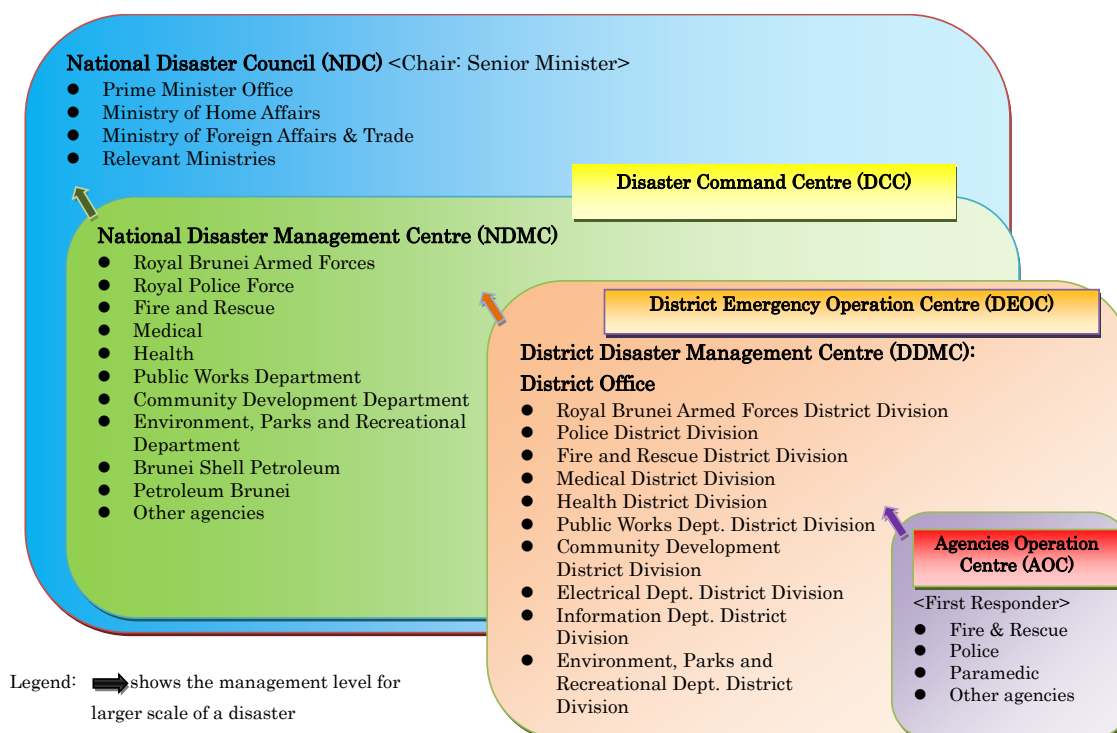 National Disaster Council (NDC) <Chair: Senior Minister>
● Prime Minister Office
● Ministry of Home Affairs
● Ministry of Foreign Affairs & Trade
● Relevant Ministries
Disaster Command Centre (DCC)
National Disaster Management Centre (NDMC)
● Royal Brunei Armed Forces
● Royal Police Force
● Fire and Rescue
● Medical
● Health
● Public Works Department
● Community Development Department
● Environment, Parks and Recreational
Department
● Brunei Shell Petroleum
● Petroleum Brunei
● Other agencies
District Emergency Operation Centre (DEOC)
District Disaster Management Centre (DDMC):
District Office
● Royal Brunei Armed Forces District Division
● Police District Division
● Fire and Rescue District Division
● Medical District Division
● Health District Division
● Public Works Dept. District Division
● Community Development
District Division
● Electrical Dept. District Division
● Information Dept. District
Division
● Environment, Parks and
Recreational Dept. District
Division
Agencies Operation
Centre (AOC)
<First Responder>
● Fire & Rescue
● Police
● Paramedic
● Other agencies
Legend: shows the management level for
larger scale of a disaster